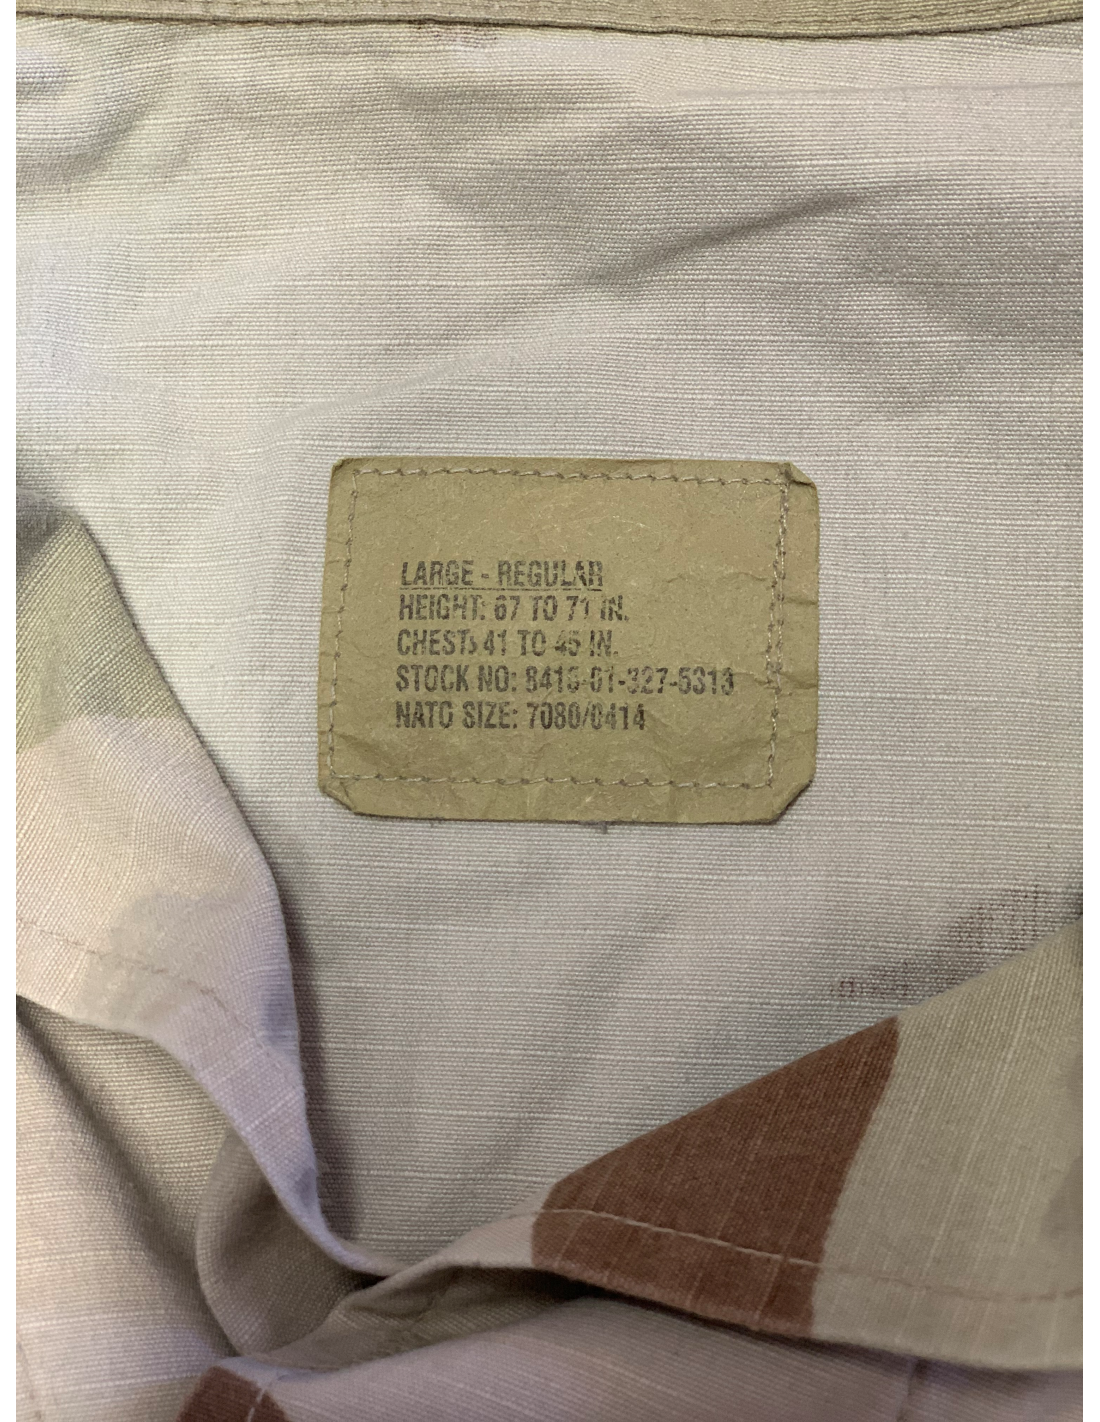 LARGE - REGULAR
HEIGHT: 67 TO 71 IN.
CHEST: 41 TO 45 IN.
STOCK NO: 8415-01-327-5313
NATO SIZE: 7080/0414